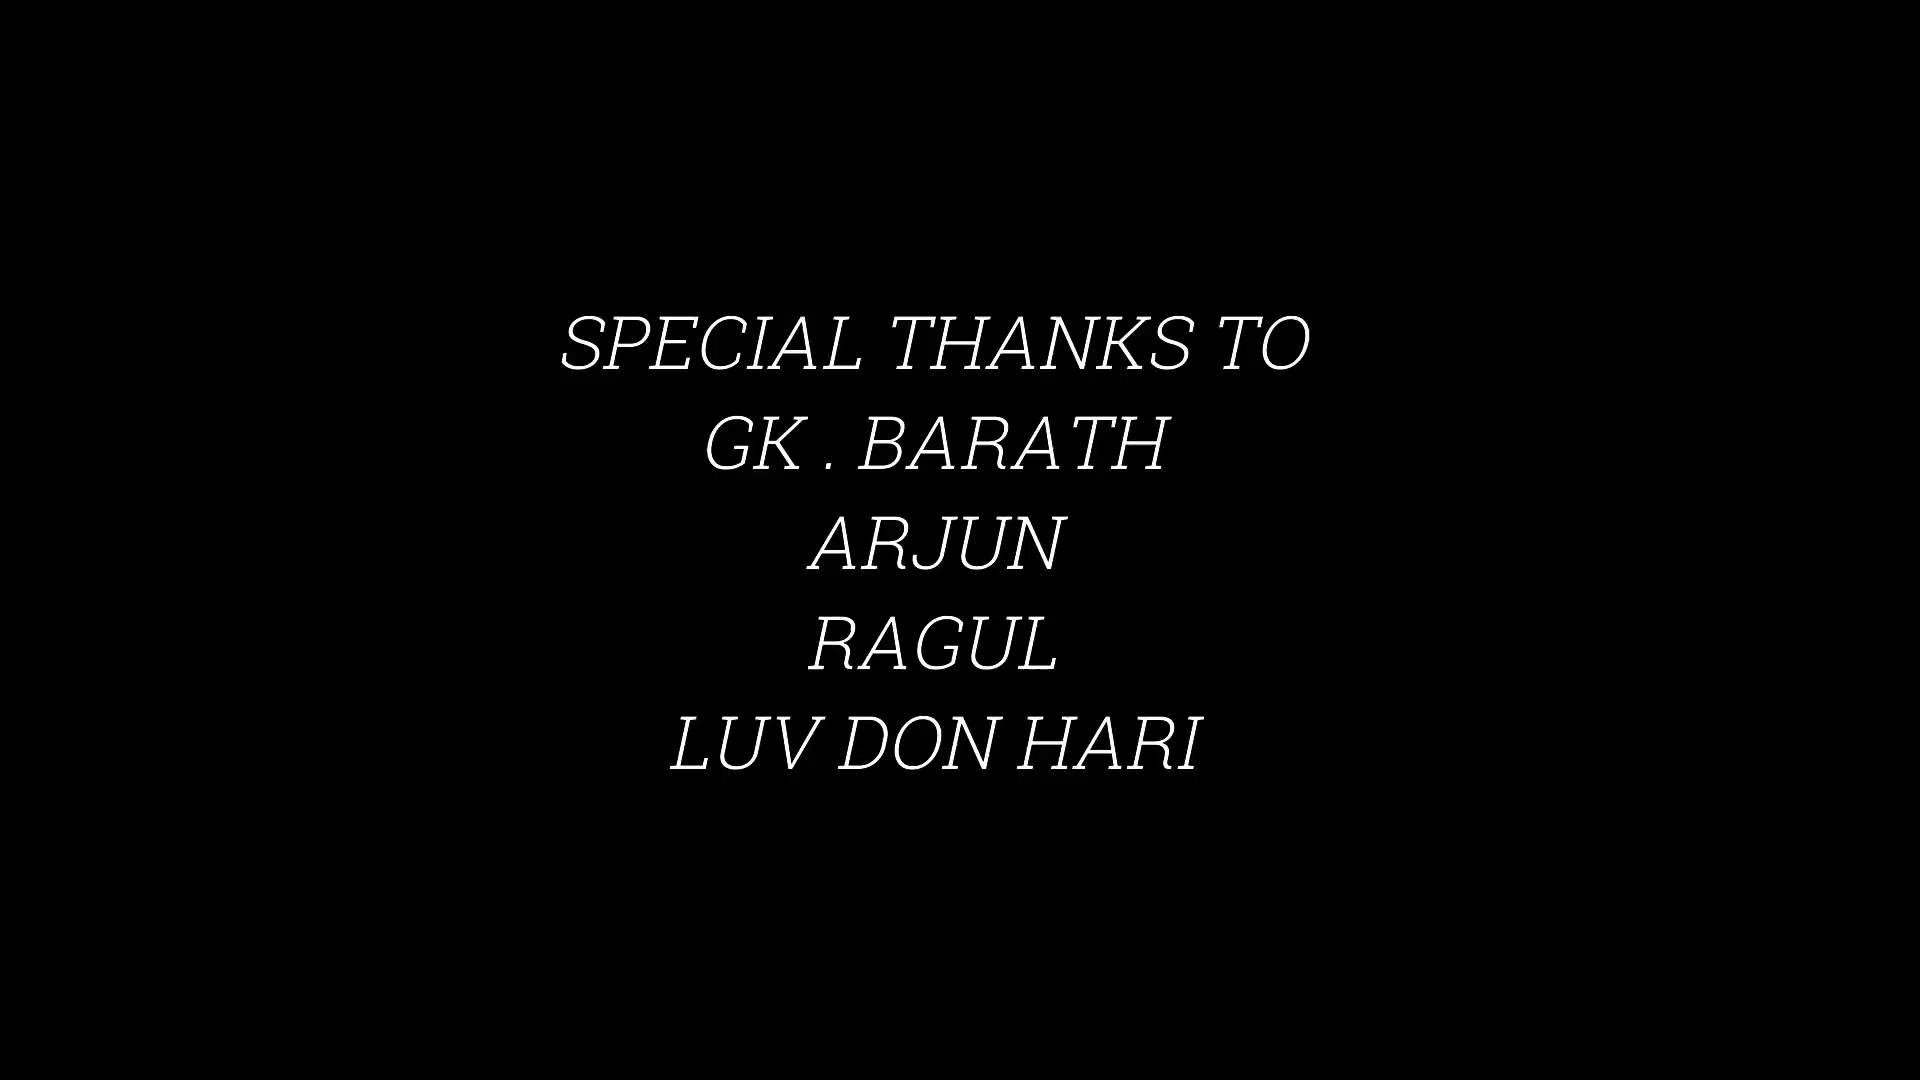 SPECIAL THANKS TO
GK . BARATH
ARJUN
RAGUL
LUV DON HARI